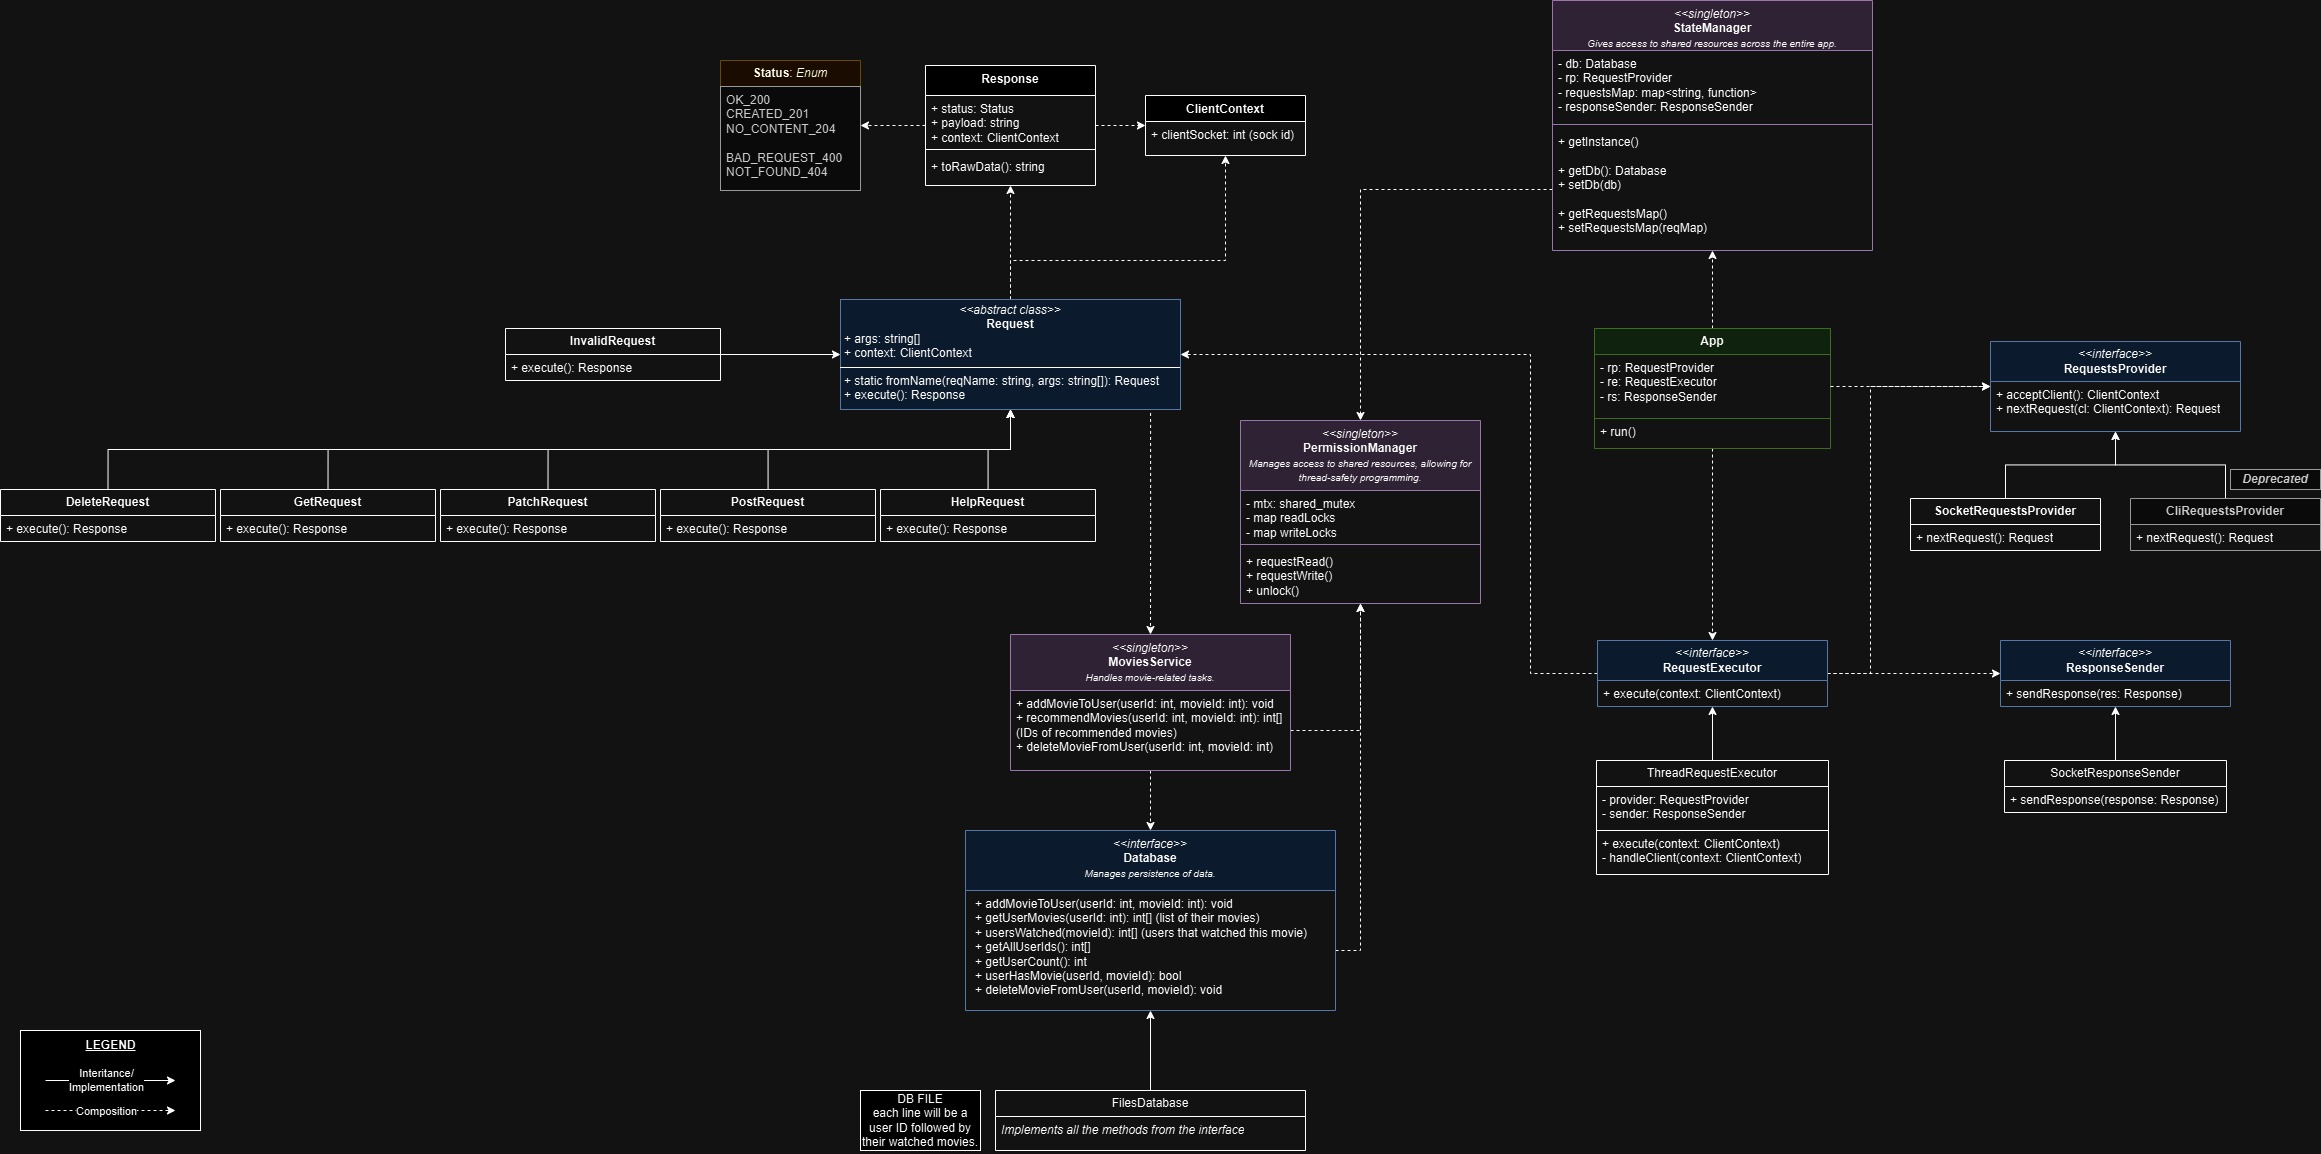 <<singleton>>
StateManager
Gives access to shared resources across the entire app.
- db: Database
- rp: RequestProvider
- requestsMap: map<string, function>
- responseSender: ResponseSender
+ getInstance()
+ getDb(): Database
+ setDb(db)
+ getRequestsMap()
+ setRequestsMap(reqMap)
Status: Enum
OK_200
CREATED_201
NO_CONTENT_204
BAD_REQUEST_400
NOT_FOUND_404
Response
+ status: Status
+ payload: string
+ context: ClientContext
+ toRawData(): string
ClientContext
+ clientSocket: int (sock id)
<<abstract class>>
Request
+ args: string[]
+ context: ClientContext
+ static fromName(reqName: string, args: string[]): Request
+ execute(): Response
InvalidRequest
+ execute(): Response
App
- rp: RequestProvider
- re: RequestExecutor
- rs: ResponseSender
+ run()
<<interface>>
RequestsProvider
+ acceptClient(): ClientContext
+ nextRequest(cl: ClientContext): Request
DeleteRequest
+ execute(): Response
GetRequest
+ execute(): Response
PatchRequest
+ execute(): Response
PostRequest
+ execute(): Response
HelpRequest
+ execute(): Response
<<singleton>>
PermissionManager
Manages access to shared resources, allowing for
thread-safety programming.
- mtx: shared_mutex
- map readLocks
- map writeLocks
+ requestRead()
+ requestWrite()
+ unlock()
Deprecated
SocketRequestsProvider
+ nextRequest(): Request
CliRequestsProvider
+ nextRequest(): Request
<<singleton>>
MoviesService
Handles movie-related tasks.
+ addMovieToUser(userId: int, movieId: int): void
+ recommendMovies(userId: int, movieId: int): int[]
(IDs of recommended movies)
+ deleteMovieFromUser(userId: int, movieId: int)
<<interface>>
RequestExecutor
+ execute(context: ClientContext)
<<interface>>
ResponseSender
+ sendResponse(res: Response)
ThreadRequestExecutor
- provider: RequestProvider
- sender: ResponseSender
+ execute(context: ClientContext)
- handleClient(context: ClientContext)
SocketResponseSender
+ sendResponse(response: Response)
<<interface>>
Database
Manages persistence of data.
+ addMovieToUser(userId: int, movieId: int): void
+ getUserMovies(userId: int): int[] (list of their movies)
+ usersWatched(movieId): int[] (users that watched this movie)
+ getAllUserIds(): int[]
+ getUserCount(): int
+ userHasMovie(userId, movieId): bool
+ deleteMovieFromUser(userId, movieId): void
LEGEND
Interitance/
Implementation
Composition
DB FILE
each line will be a
user ID followed by
their watched movies.
FilesDatabase
Implements all the methods from the interface